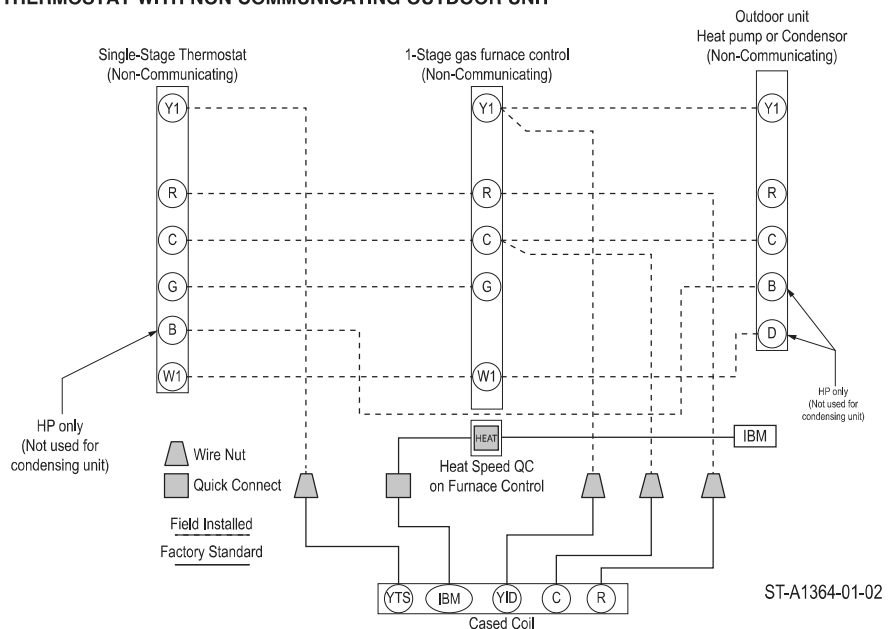 THERMOSTAT WITH NON-COMMUNICATING OUTDOOR UNIT
Outdoor unit
Heat pump or Condensor
(Non-Communicating)
Single-Stage Thermostat
(Non-Communicating)
1-Stage gas furnace control
(Non-Communicating)
Y1
Y1
Y1
R
R
R
C
C
C
G
G
B
B
D
W1
W1
HP only
(Not used for
condensing unit)
HP only
(Not used for
condensing unit)
HEAT
IBM
Heat Speed QC
on Furnace Control
Wire Nut
Quick Connect
Field Installed
Factory Standard
YTS
IBM
YID
C
R
Cased Coil
ST-A1364-01-02